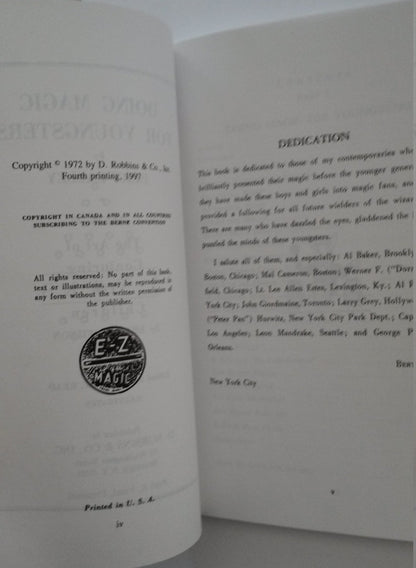 Copyright © 1972 by D. Robbins & Co., Inc.
Fourth printing, 1997
COPYRIGHT IN CANADA AND IN ALL COUNTRIES
SUBSCRIBING TO THE BERNE CONVENTION
All rights reserved: No part of this book,
text or illustrations, may be reproduced in
any form without the written permission of
the publisher.
E-Z
MAGIC
Printed in U. S. A.
iv
DEDICATION
This book is dedicated to those of my contemporaries who
brilliantly presented their magic before the younger gener
they have made these boys and girls into magic fans, an
provided a following for all future wielders of the wizar
There are many who have dazzled the eyes, gladdened the
puzzled the minds of these youngsters.
I salute all of them, and especially: Al Baker, Brookly
Boston, Chicago; Mal Cameron, Boston; Werner F. ("Dor
field, Chicago; Lt. Lee Allen Estes, Lexington, Ky.; Al F
York City; John Giordmaine, Toronto; Larry Grey, Hollyw
("Peter Pan") Hurwitz, New York City Park Dept.; Cap
Los Angeles; Leon Mandrake, Seattle; and George P
Orleans.
New York City
v